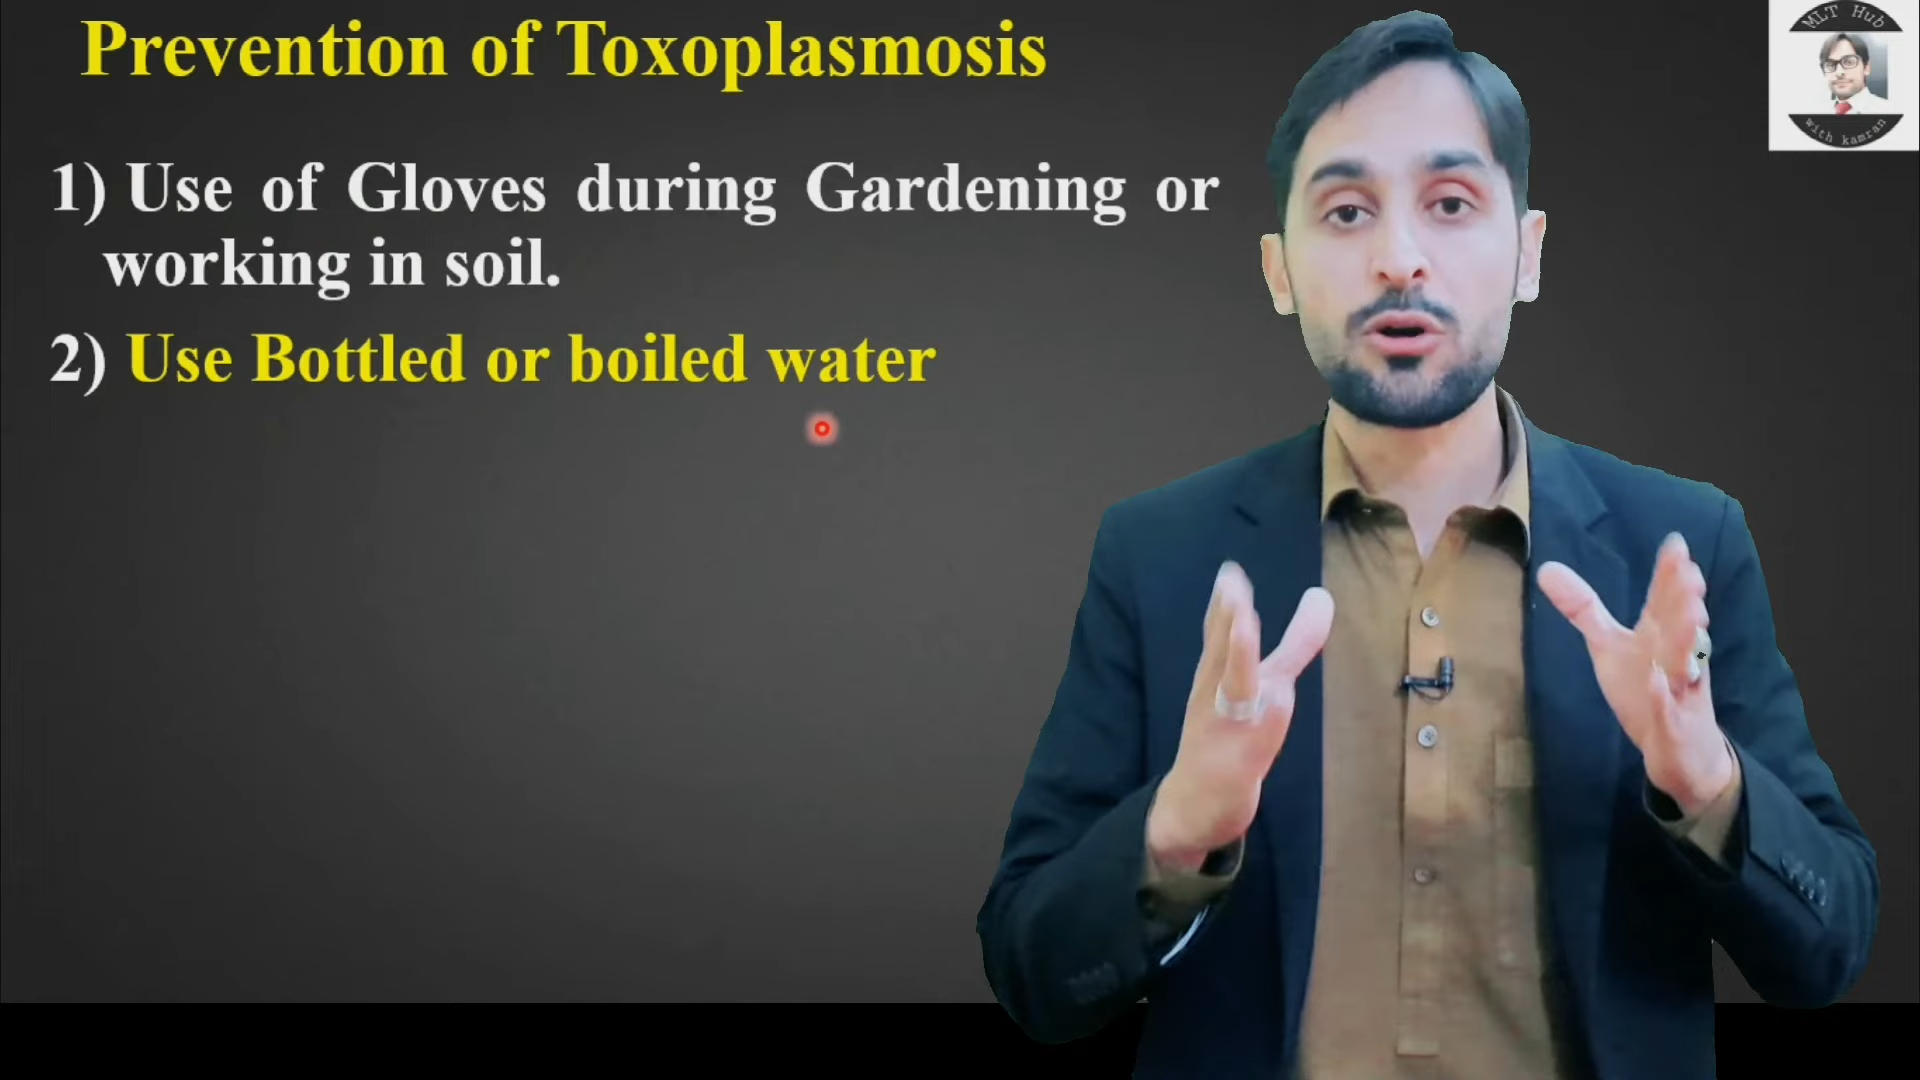 Prevention of Toxoplasmosis
MLT Hub
with kamran
1) Use of Gloves during Gardening or
working in soil.
2) Use Bottled or boiled water